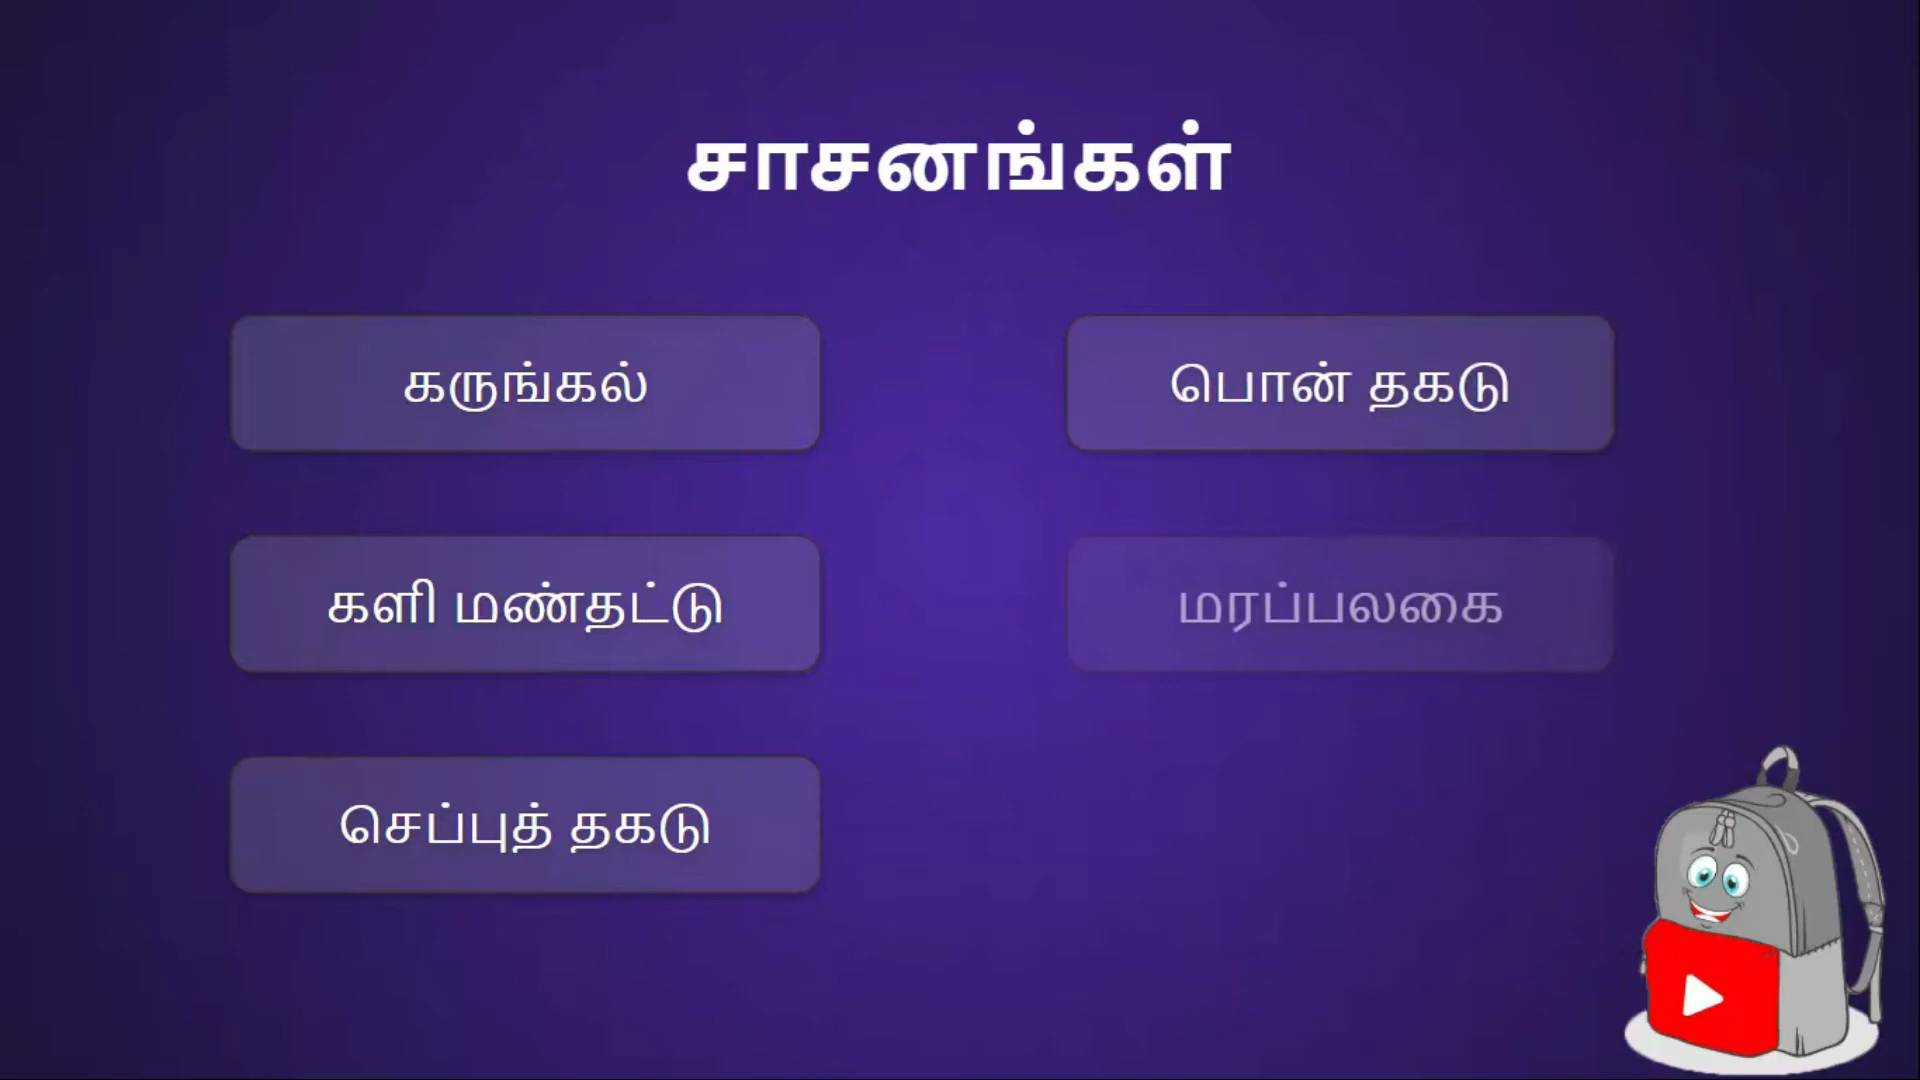 சாசனங்கள்
கருங்கல்
பொன் தகடு
களி மண்தட்டு
மரப்பலகை
செப்புத் தகடு